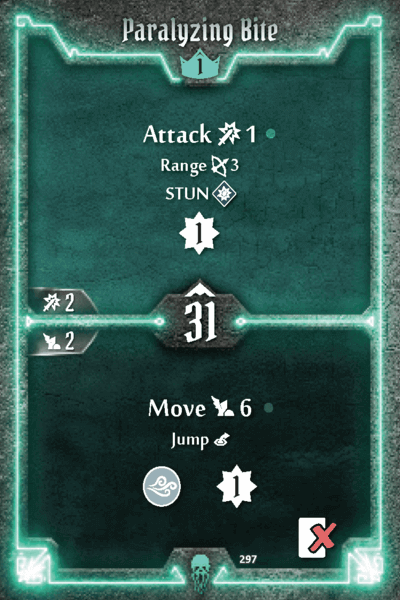 Paralyzing Bite
1
Attack 1
Range 3
STUN
1
2
31
2
Move 6
Jump
1
297